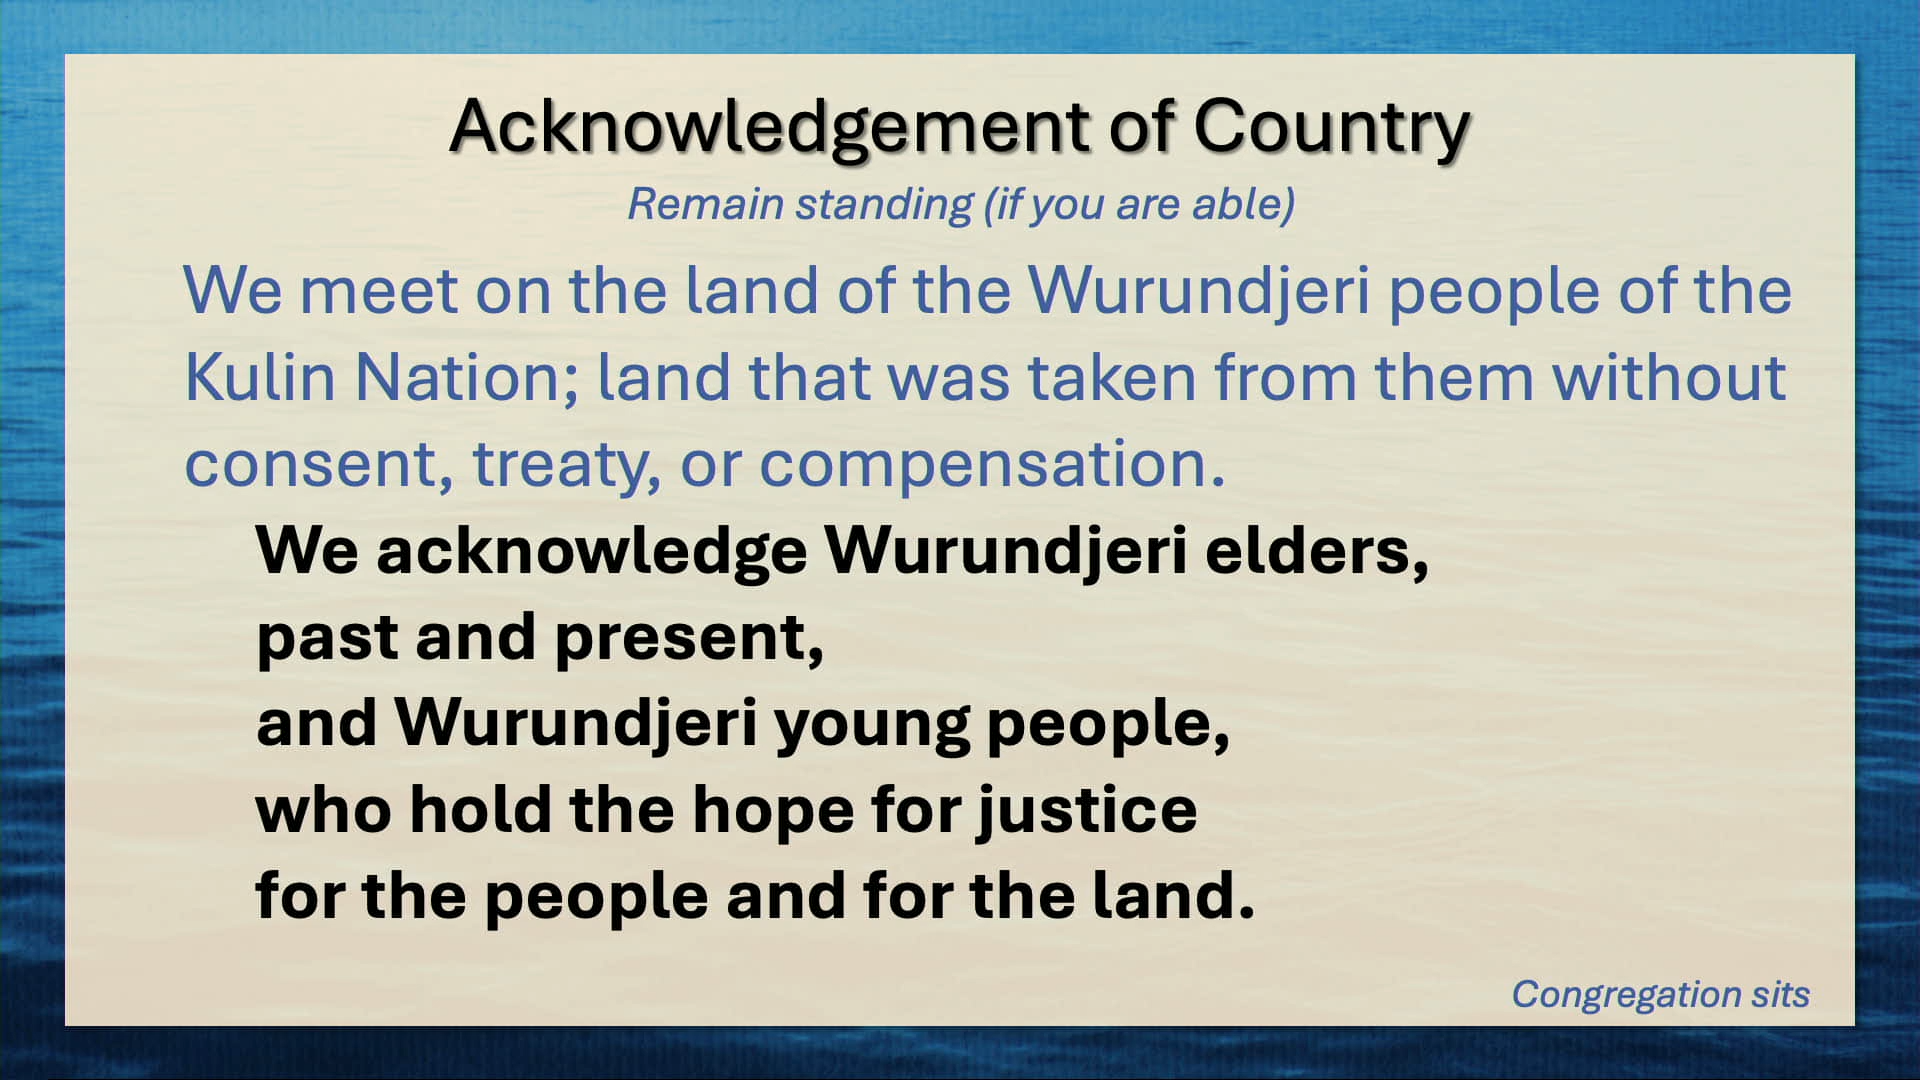 Acknowledgement of Country
Remain standing (if you are able)
We meet on the land of the Wurundjeri people of the
Kulin Nation; land that was taken from them without
consent, treaty, or compensation.
We acknowledge Wurundjeri elders,
past and present,
and Wurundjeri young people,
who hold the hope for justice
for the people and for the land.
Congregation sits